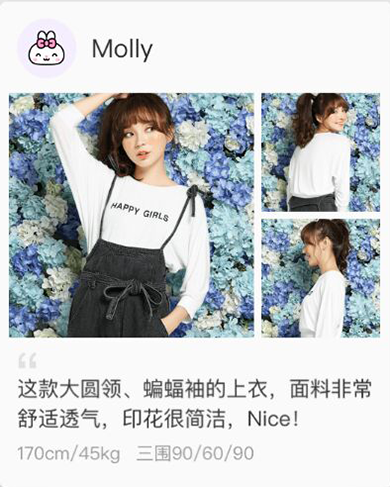 Molly
HAPPY GIRLS
“
这款大圆领、蝙蝠袖的上衣，面料非常
舒适透气，印花很简洁，Nice！
170cm/45kg 三围90/60/90